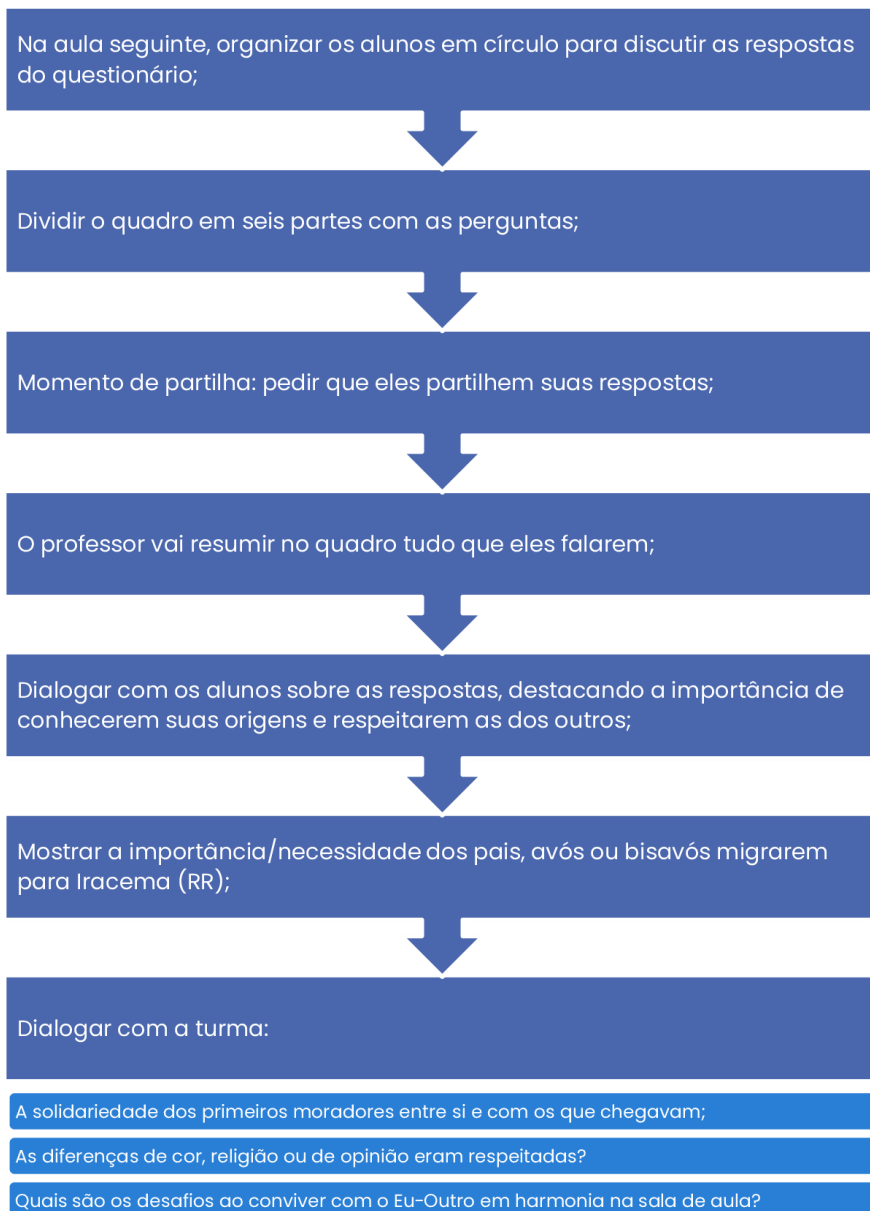 Na aula seguinte, organizar os alunos em círculo para discutir as respostas
do questionário;
Dividir o quadro em seis partes com as perguntas;
Momento de partilha: pedir que eles partilhem suas respostas;
O professor vai resumir no quadro tudo que eles falarem;
Dialogar com os alunos sobre as respostas, destacando a importância de
conhecerem suas origens e respeitarem as dos outros;
Mostrar a importância/necessidade dos pais, avós ou bisavós migrarem
para Iracema (RR);
Dialogar com a turma:
A solidariedade dos primeiros moradores entre si e com os que chegavam;
As diferenças de cor, religião ou de opinião eram respeitadas?
Quais são os desafios ao conviver com o Eu-Outro em harmonia na sala de aula?